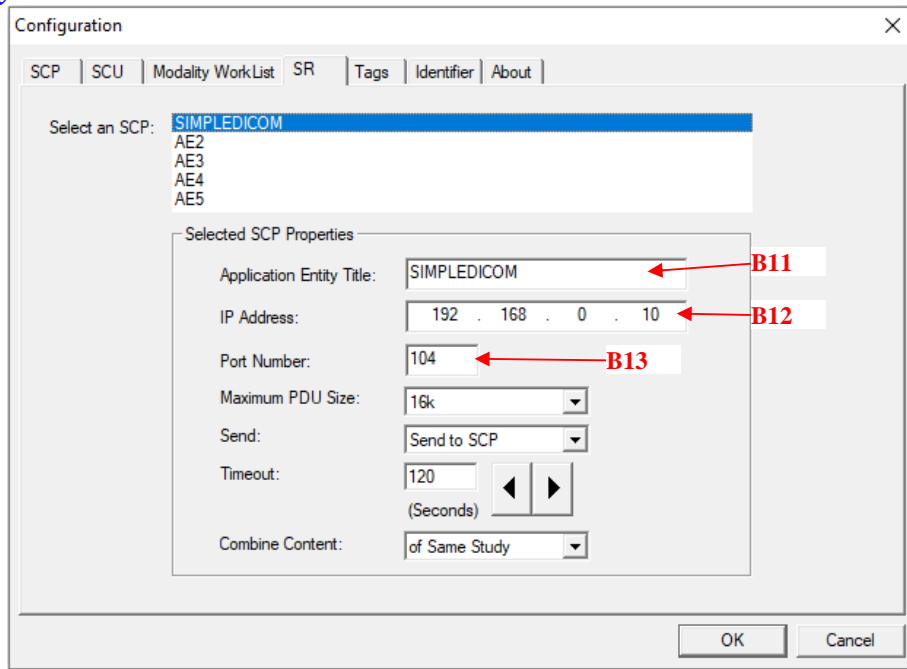 Configuration
SCP SCU Modality WorkList SR Tags Identifier About
Select an SCP: SIMPLEDICOM
AE2
AE3
AE4
AE5
Selected SCP Properties
Application Entity Title: SIMPLEDICOM B11
IP Address: 192 . 168 . 0 . 10 B12
Port Number: 104 B13
Maximum PDU Size: 16k
Send: Send to SCP
Timeout: 120
(Seconds)
Combine Content: of Same Study
OK Cancel